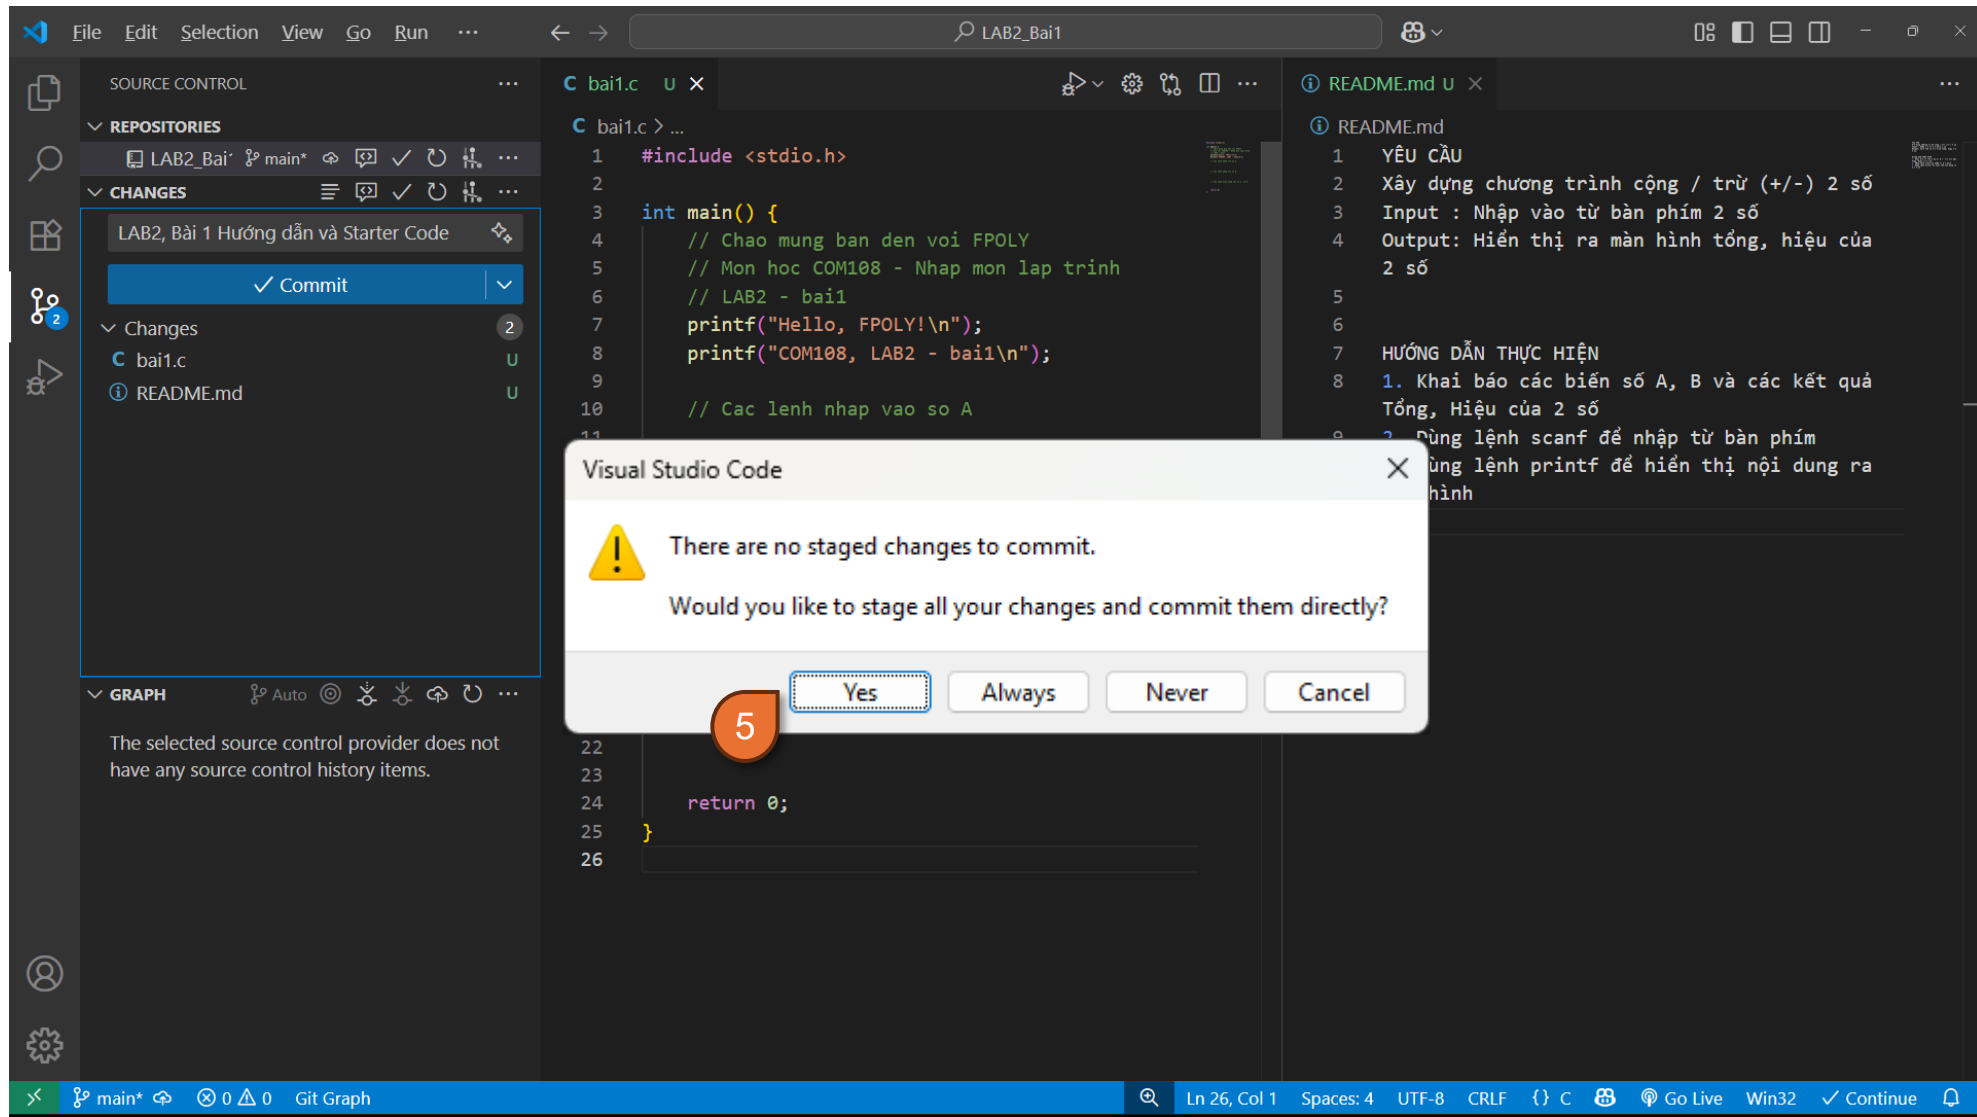 File Edit Selection View Go Run ···
LAB2_Bai1
SOURCE CONTROL
REPOSITORIES
LAB2_Bai main*
CHANGES
LAB2, Bài 1 Hướng dẫn và Starter Code
Commit
Changes 2
C bai1.c U
README.md U
2
GRAPH Auto
The selected source control provider does not
have any source control history items.
C bai1.c U
C bai1.c > ...
1 #include <stdio.h>
2
3 int main() {
4 // Chao mung ban den voi FPOLY
5 // Mon hoc COM108 - Nhap mon lap trinh
6 // LAB2 - bai1
7 printf("Hello, FPOLY!\n");
8 printf("COM108, LAB2 - bai1\n");
9
10 // Cac lenh nhap vao so A
11
22
23
24 return 0;
25 }
26
README.md U
README.md
1 YÊU CẦU
2 Xây dựng chương trình cộng / trừ (+/-) 2 số
3 Input : Nhập vào từ bàn phím 2 số
4 Output: Hiển thị ra màn hình tổng, hiệu của
2 số
5
6
7 HƯỚNG DẪN THỰC HIỆN
8 1. Khai báo các biến số A, B và các kết quả
Tổng, Hiệu của 2 số
9 2. Dùng lệnh scanf để nhập từ bàn phím
ùng lệnh printf để hiển thị nội dung ra
hình
Visual Studio Code
There are no staged changes to commit.
Would you like to stage all your changes and commit them directly?
Yes Always Never Cancel
5
main* 0 0 Git Graph
Ln 26, Col 1 Spaces: 4 UTF-8 CRLF {} C Go Live Win32 Continue